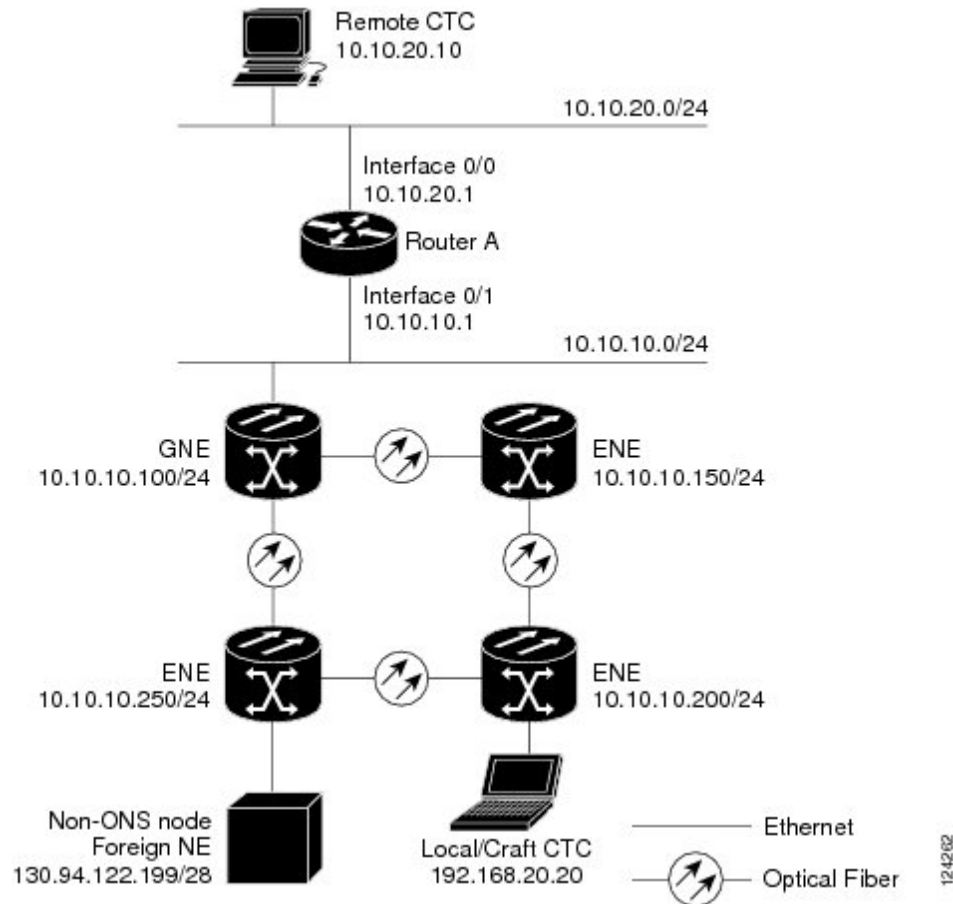 Remote CTC
10.10.20.10
10.10.20.0/24
Interface 0/0
10.10.20.1
Router A
Interface 0/1
10.10.10.1
10.10.10.0/24
GNE
10.10.10.100/24
ENE
10.10.10.150/24
ENE
10.10.10.250/24
ENE
10.10.10.200/24
Non-ONS node
Foreign NE
130.94.122.199/28
Local/Craft CTC
192.168.20.20
Ethernet
Optical Fiber
124262